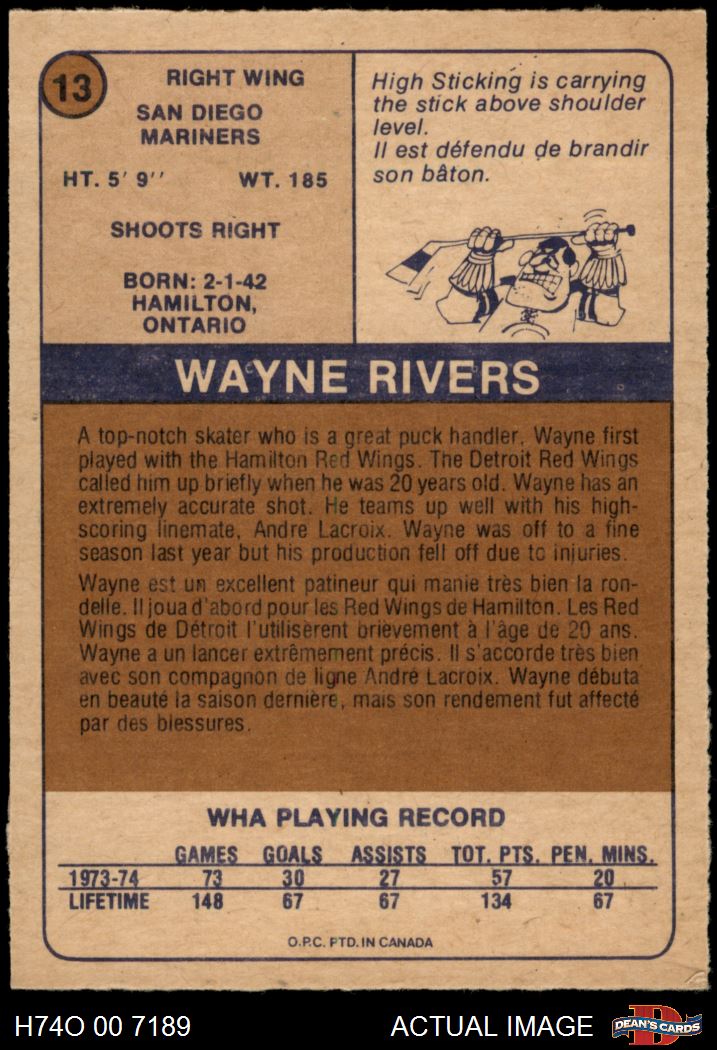 13
RIGHT WING
SAN DIEGO
MARINERS
HT. 5' 9'' WT. 185
SHOOTS RIGHT
BORN: 2-1-42
HAMILTON,
ONTARIO
High Sticking is carrying
the stick above shoulder
level.
Il est défendu de brandir
son bâton.
WAYNE RIVERS
A top-notch skater who is a great puck handler, Wayne first
played with the Hamilton Red Wings. The Detroit Red Wings
called him up briefly when he was 20 years old. Wayne has an
extremely accurate shot. He teams up well with his high-
scoring linemate, Andre Lacroix. Wayne was off to a fine
season last year but his production fell off due to injuries.
Wayne est un excellent patineur qui manie très bien la ron-
delle. Il joua d'abord pour les Red Wings de Hamilton. Les Red
Wings de Détroit l'utilisèrent brièvement à l'âge de 20 ans.
Wayne a un lancer extrêmement précis. Il s'accorde très bien
avec son compagnon de ligne André Lacroix. Wayne débuta
en beauté la saison dernière, mais son rendement fut affecté
par des blessures.
WHA PLAYING RECORD
GAMES GOALS ASSISTS TOT. PTS. PEN. MINS.
1973-74 73 30 27 57 20
LIFETIME 148 67 67 134 67
O.P.C. PTD. IN CANADA
H74O 00 7189 ACTUAL IMAGE D DEAN'S CARDS